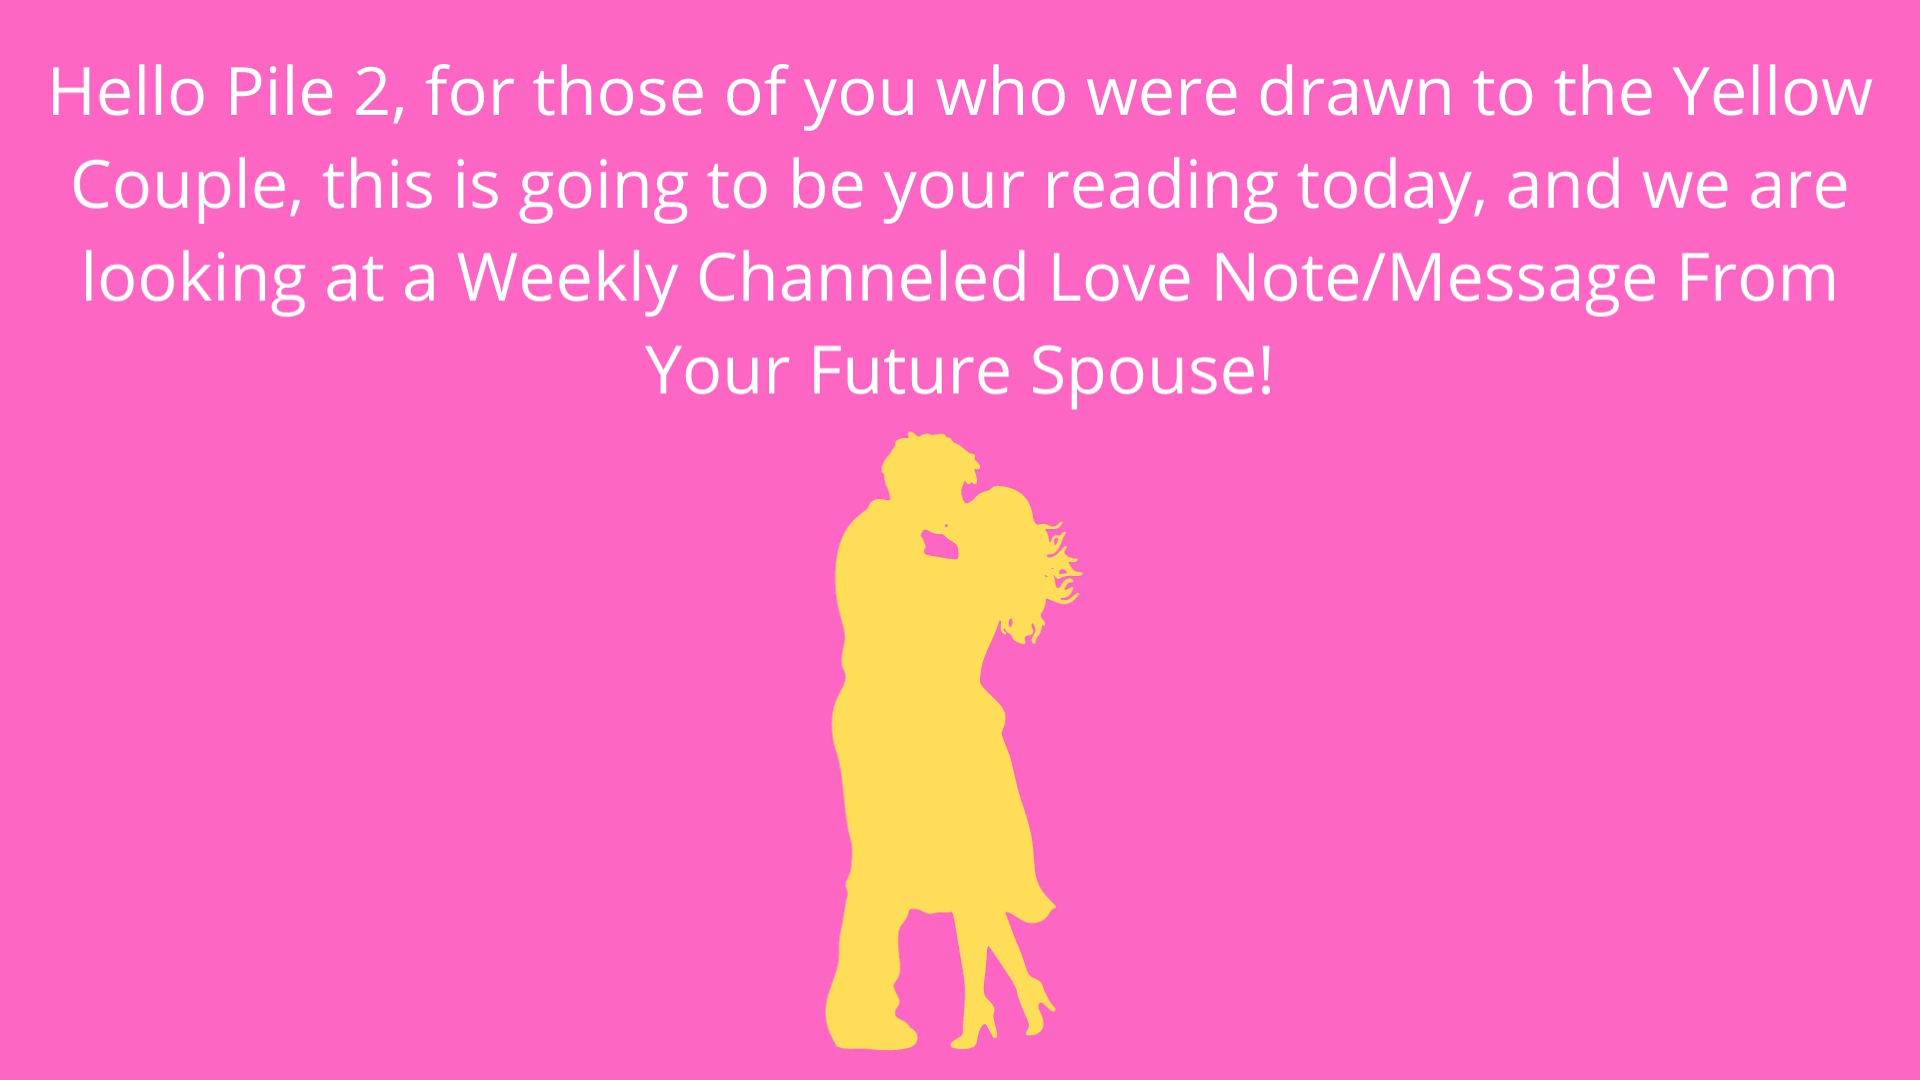 Hello Pile 2, for those of you who were drawn to the Yellow
Couple, this is going to be your reading today, and we are
looking at a Weekly Channeled Love Note/Message From
Your Future Spouse!